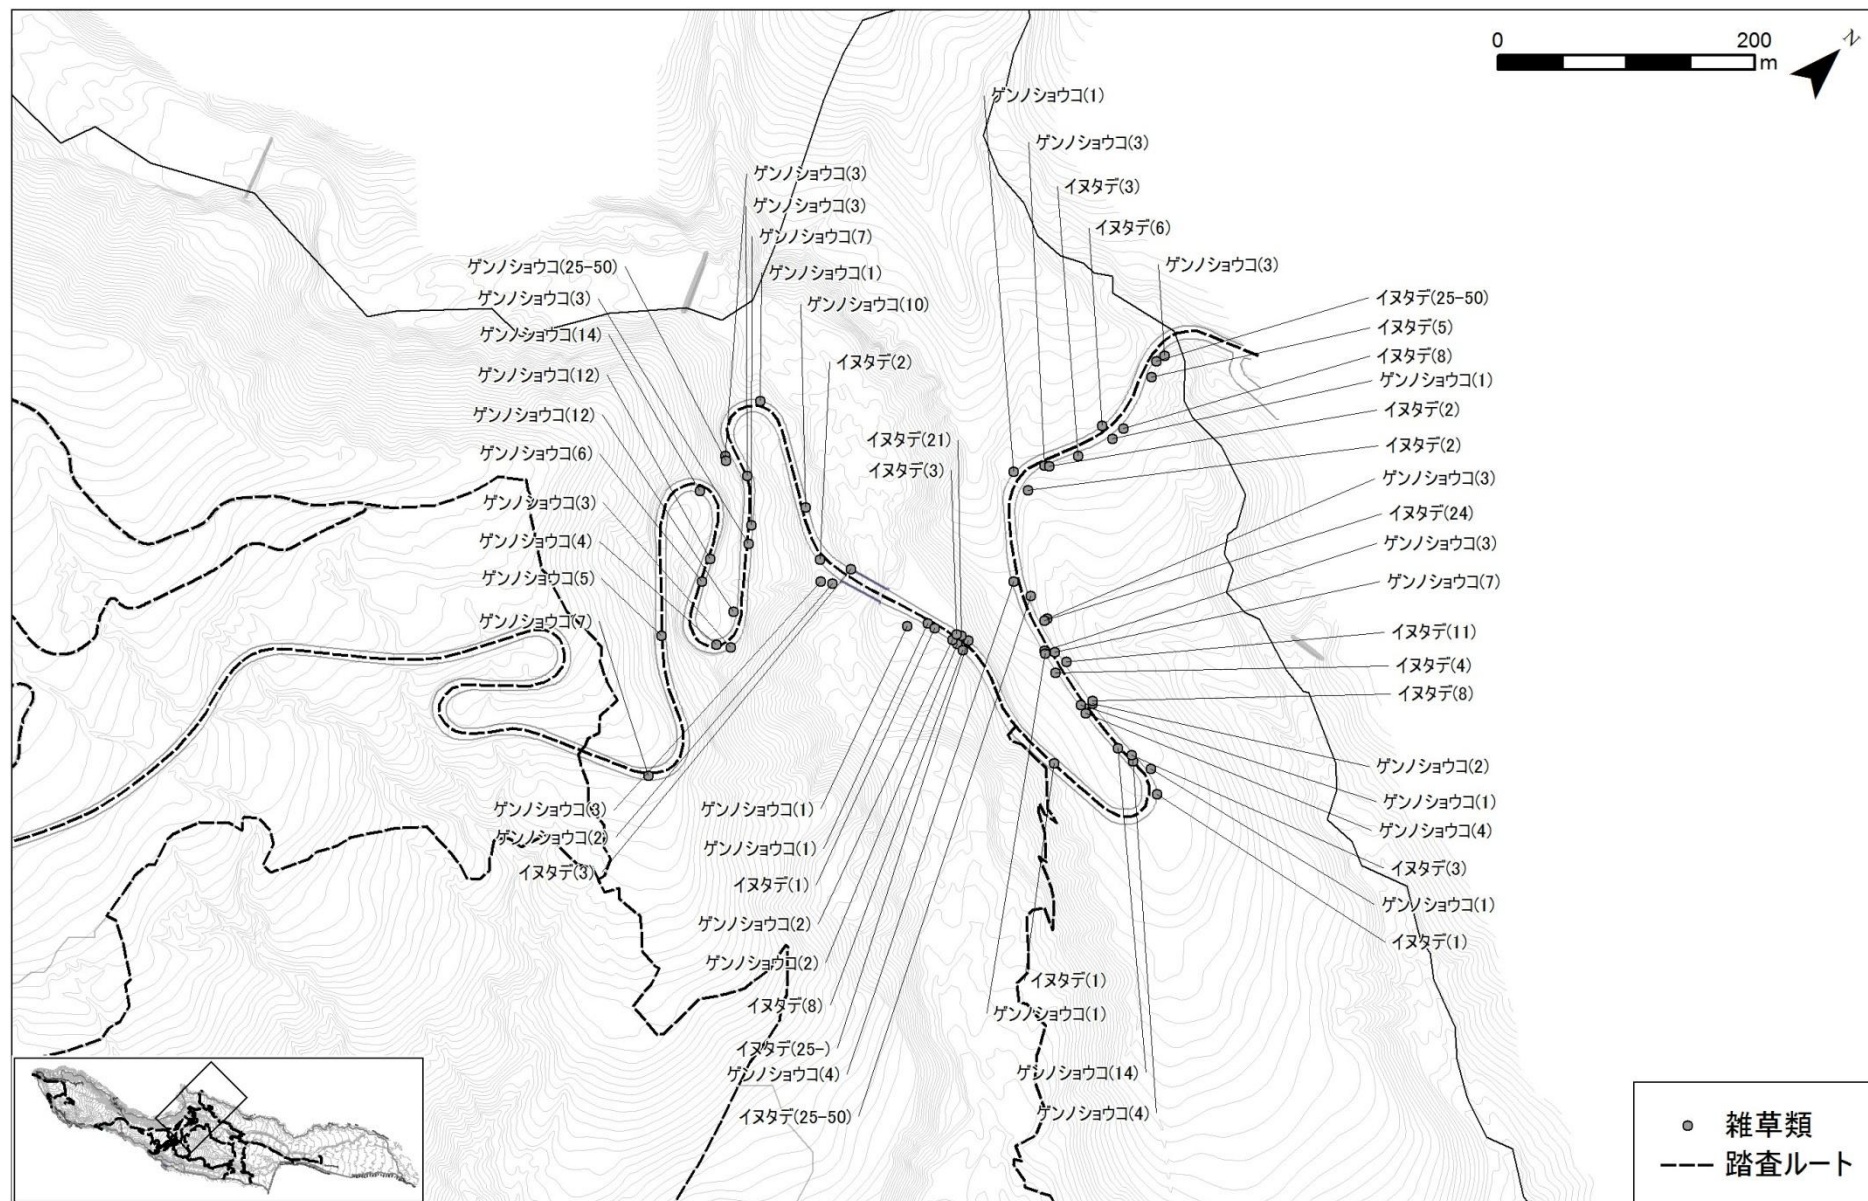 0 200
m
N
ゲンノショウコ(1)
ゲンノショウコ(3)
イヌタデ(3)
イヌタデ(6)
ゲンノショウコ(3)
イヌタデ(25-50)
イヌタデ(5)
イヌタデ(8)
ゲンノショウコ(1)
イヌタデ(2)
イヌタデ(2)
ゲンノショウコ(3)
イヌタデ(24)
ゲンノショウコ(3)
ゲンノショウコ(7)
イヌタデ(11)
イヌタデ(4)
イヌタデ(8)
ゲンノショウコ(2)
ゲンノショウコ(1)
ゲンノショウコ(4)
イヌタデ(3)
ゲンノショウコ(1)
イヌタデ(1)
ゲンノショウコ(3)
ゲンノショウコ(3)
ゲンノショウコ(7)
ゲンノショウコ(1)
ゲンノショウコ(10)
イヌタデ(2)
イヌタデ(21)
イヌタデ(3)
ゲンノショウコ(25-50)
ゲンノショウコ(3)
ゲンノショウコ(14)
ゲンノショウコ(12)
ゲンノショウコ(12)
ゲンノショウコ(6)
ゲンノショウコ(3)
ゲンノショウコ(4)
ゲンノショウコ(5)
ゲンノショウコ(7)
ゲンノショウコ(3)
ゲンノショウコ(2)
イヌタデ(3)
ゲンノショウコ(1)
ゲンノショウコ(1)
イヌタデ(1)
ゲンノショウコ(2)
ゲンノショウコ(2)
イヌタデ(8)
イヌタデ(25-)
ゲンノショウコ(4)
イヌタデ(25-50)
イヌタデ(1)
ゲンノショウコ(1)
ゲンノショウコ(14)
ゲンノショウコ(4)
雑草類
踏査ルート